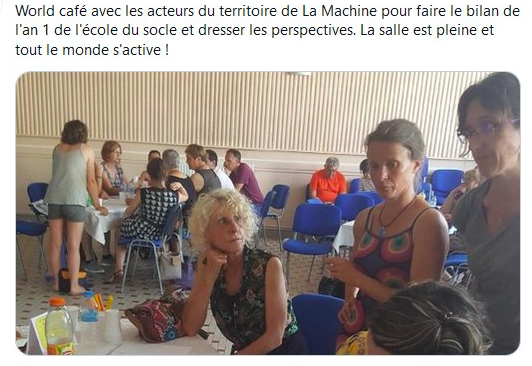 World café avec les acteurs du territoire de La Machine pour faire le bilan de
l'an 1 de l'école du socle et dresser les perspectives. La salle est pleine et
tout le monde s'active !